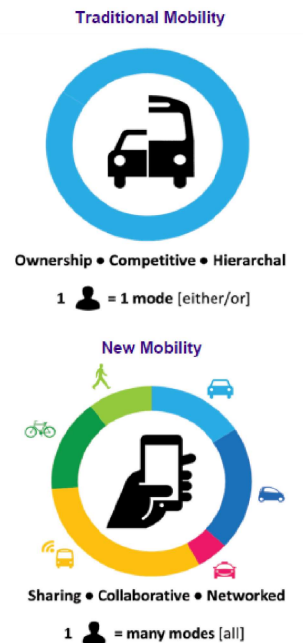 Traditional Mobility
Ownership ● Competitive ● Hierarchal
1 = 1 mode [either/or]
New Mobility
Sharing ● Collaborative ● Networked
1 = many modes [all]